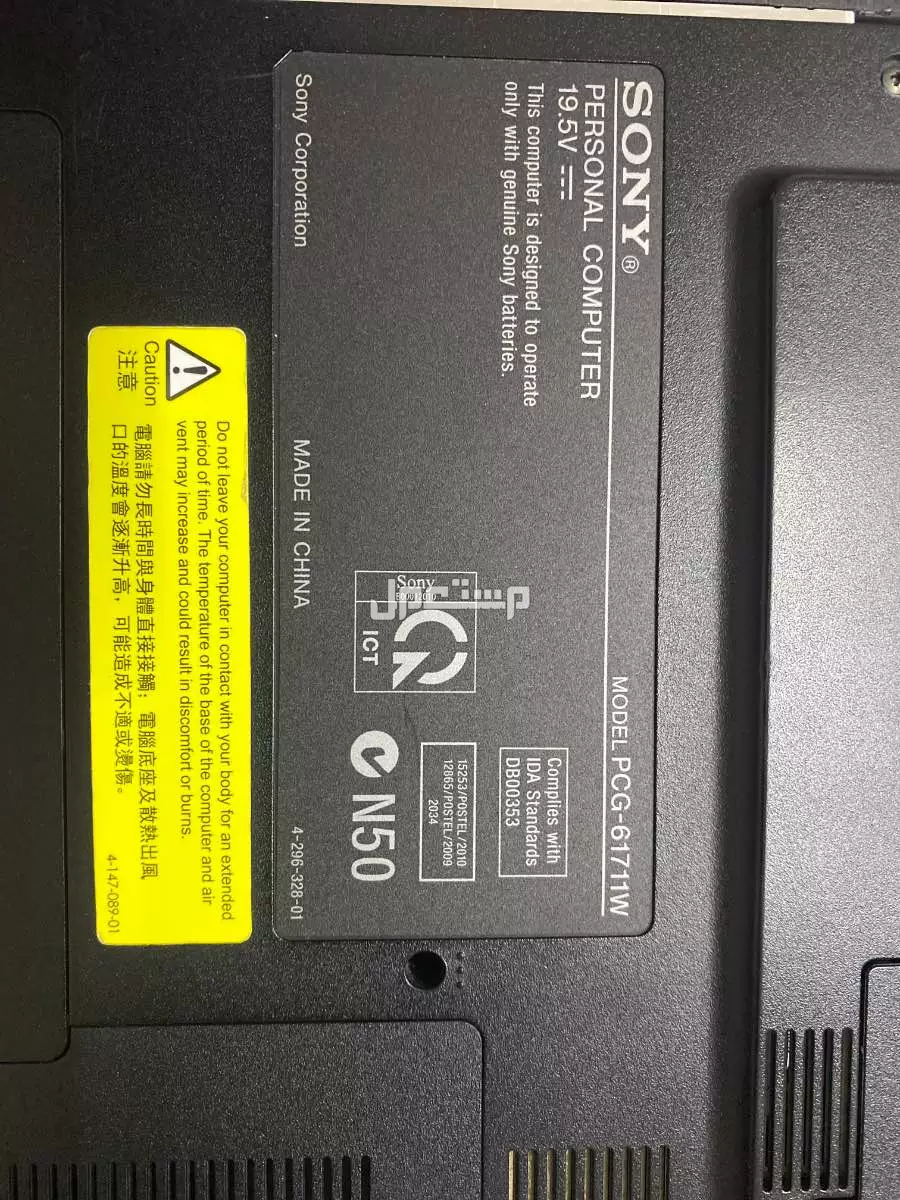 SONY®
MODEL PCG-61711W
PERSONAL COMPUTER
19.5V
This computer is designed to operate
only with genuine Sony batteries.
Complies with
IDA Standards
DB00353
15253/POSTEL/2010
12865/POSTEL/2009
2034
Sony
ICT
N50
Sony Corporation
MADE IN CHINA
4-296-328-01
مستعمل
Caution
注意
Do not leave your computer in contact with your body for an extended
period of time. The temperature of the base of the computer and air
vent may increase and could result in discomfort or burns.
電腦請勿長時間與身體直接接觸；電腦底座及散熱出風
口的溫度會逐漸升高，可能造成不適或燙傷。
4-147-089-01